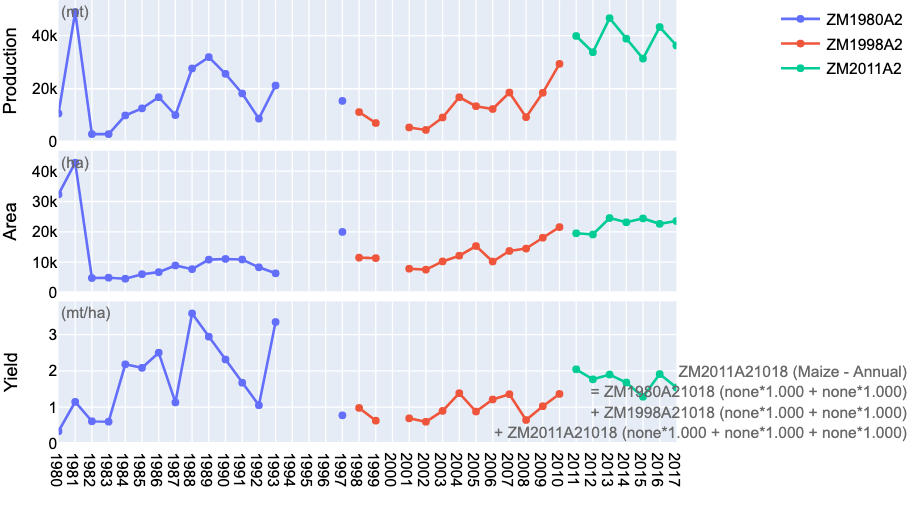 (mt)
Production
40k
20k
0
ZM1980A2
ZM1998A2
ZM2011A2
(ha)
Area
40k
30k
20k
10k
0
(mt/ha)
Yield
3
2
1
0
ZM2011A21018 (Maize - Annual)
= ZM1980A21018 (none*1.000 + none*1.000)
+ ZM1998A21018 (none*1.000 + none*1.000)
+ ZM2011A21018 (none*1.000 + none*1.000 + none*1.000)
1980
1981
1982
1983
1984
1985
1986
1987
1988
1989
1990
1991
1992
1993
1994
1995
1996
1997
1998
1999
2000
2001
2002
2003
2004
2005
2006
2007
2008
2009
2010
2011
2012
2013
2014
2015
2016
2017